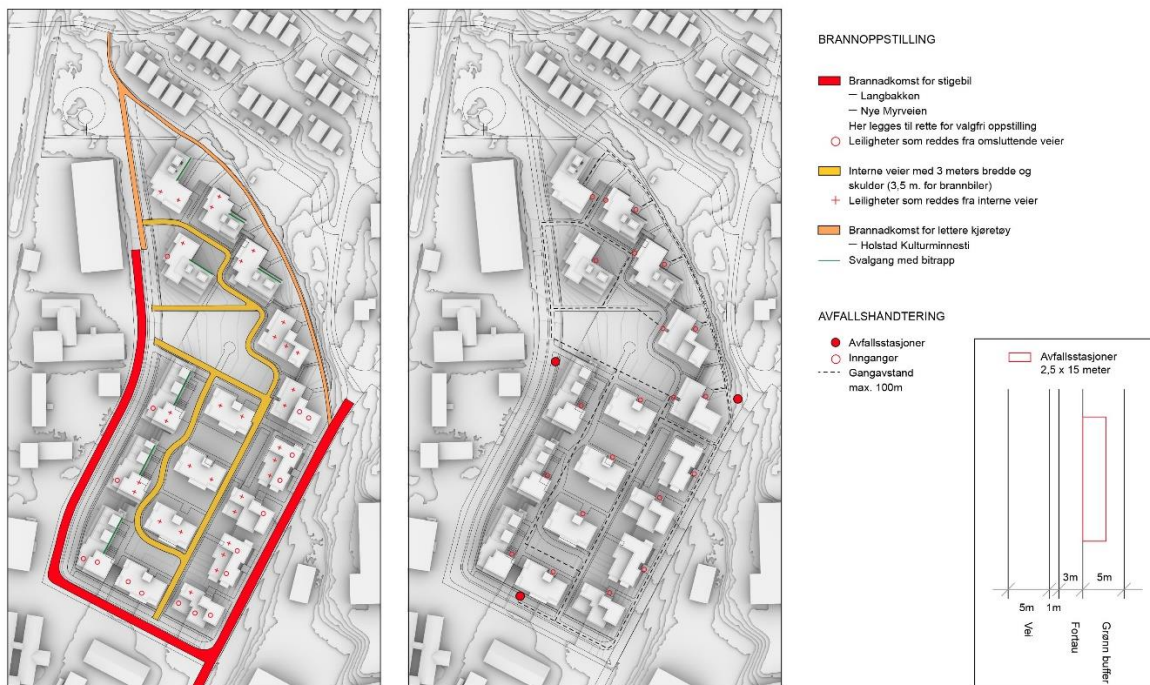 BRANNOPPSTILLING
Brannadkomst for stigebil
— Langbakken
— Nye Myrveien
Her legges til rette for valgfri oppstilling
Leiligheter som reddes fra omsluttende veier
Interne veier med 3 meters bredde og
skulder (3,5 m. for brannbiler)
Leiligheter som reddes fra interne veier
Brannadkomst for lettere kjøretøy
— Holstad Kulturminnosti
Svalgang med bitrapp
AVFALLSHÅNDTERING
Avfallsstasjoner
Innganger
Gangavstand
max. 100m
Avfallsstasjoner
2,5 x 15 meter
3m
5m
5m
1m
Vei
Fortau
Grønn buffer